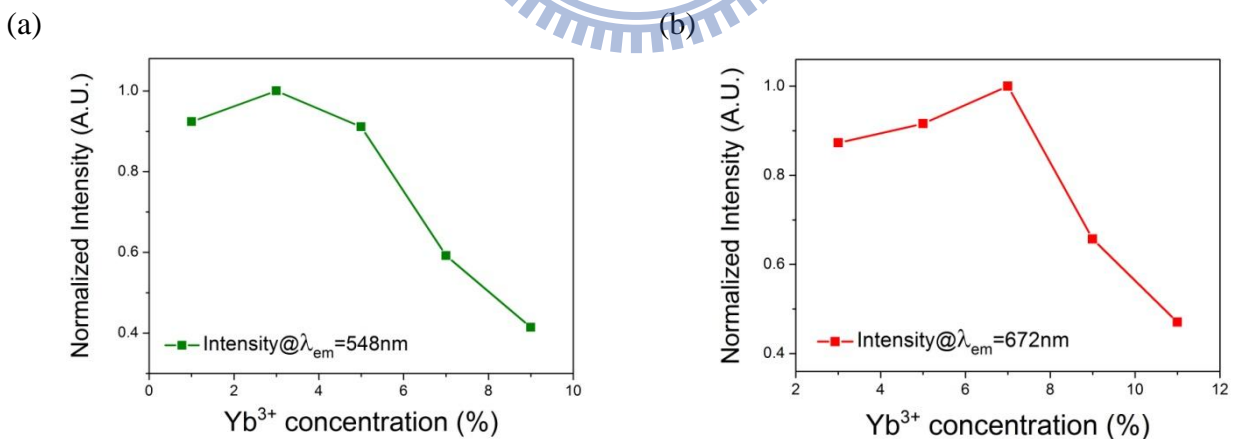 (a)
(b)
Normalized Intensity (A.U.)
1.0
0.8
0.6
0.4
Intensity@λem=548nm
0 2 4 6 8 10
Yb³⁺ concentration (%)
Normalized Intensity (A.U.)
1.0
0.8
0.6
0.4
Intensity@λem=672nm
2 4 6 8 10 12
Yb³⁺ concentration (%)